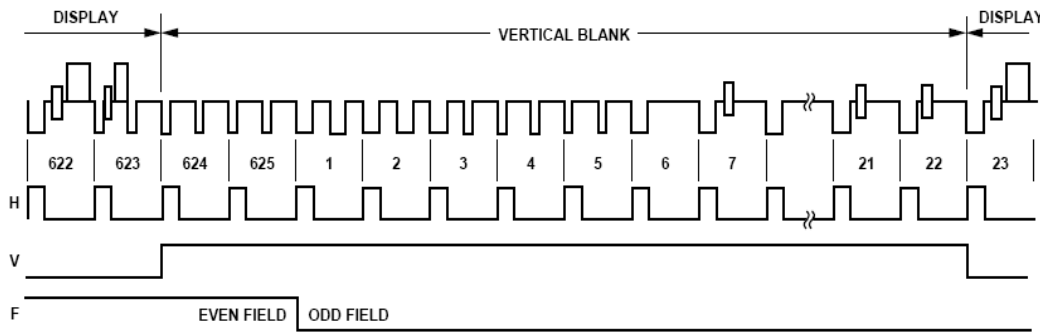 DISPLAY DISPLAY
VERTICAL BLANK
622 623 624 625 1 2 3 4 5 6 7 21 22 23
H
V
EVEN FIELD ODD FIELD
F